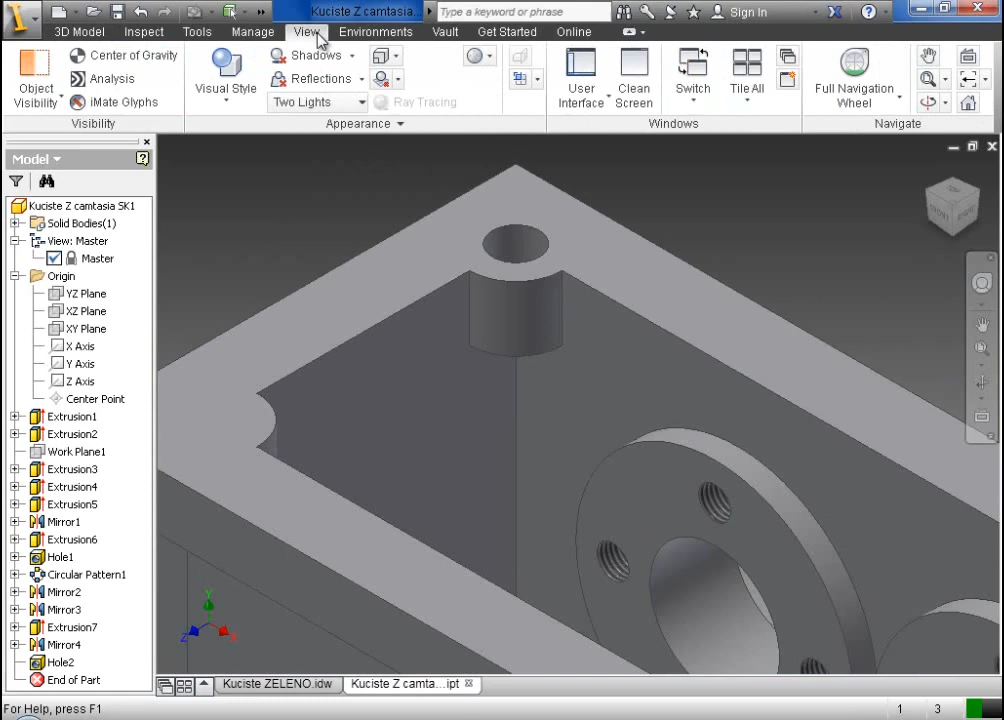 Kuciste Z camtasia...
Type a keyword or phrase
Sign In
3D Model
Inspect
Tools
Manage
View
Environments
Vault
Get Started
Online
Object Visibility
Center of Gravity
Analysis
iMate Glyphs
Visibility
Visual Style
Shadows
Reflections
Two Lights
Ray Tracing
Appearance
User Interface
Clean Screen
Switch
Tile All
Windows
Full Navigation Wheel
Navigate
Model
Kuciste Z camtasia SK1
Solid Bodies(1)
View: Master
Master
Origin
YZ Plane
XZ Plane
XY Plane
X Axis
Y Axis
Z Axis
Center Point
Extrusion1
Extrusion2
Work Plane1
Extrusion3
Extrusion4
Extrusion5
Mirror1
Extrusion6
Hole1
Circular Pattern1
Mirror2
Mirror3
Extrusion7
Mirror4
Hole2
End of Part
Y
Z
X
Kuciste ZELENO.idw
Kuciste Z camta...ipt
For Help, press F1
1
3